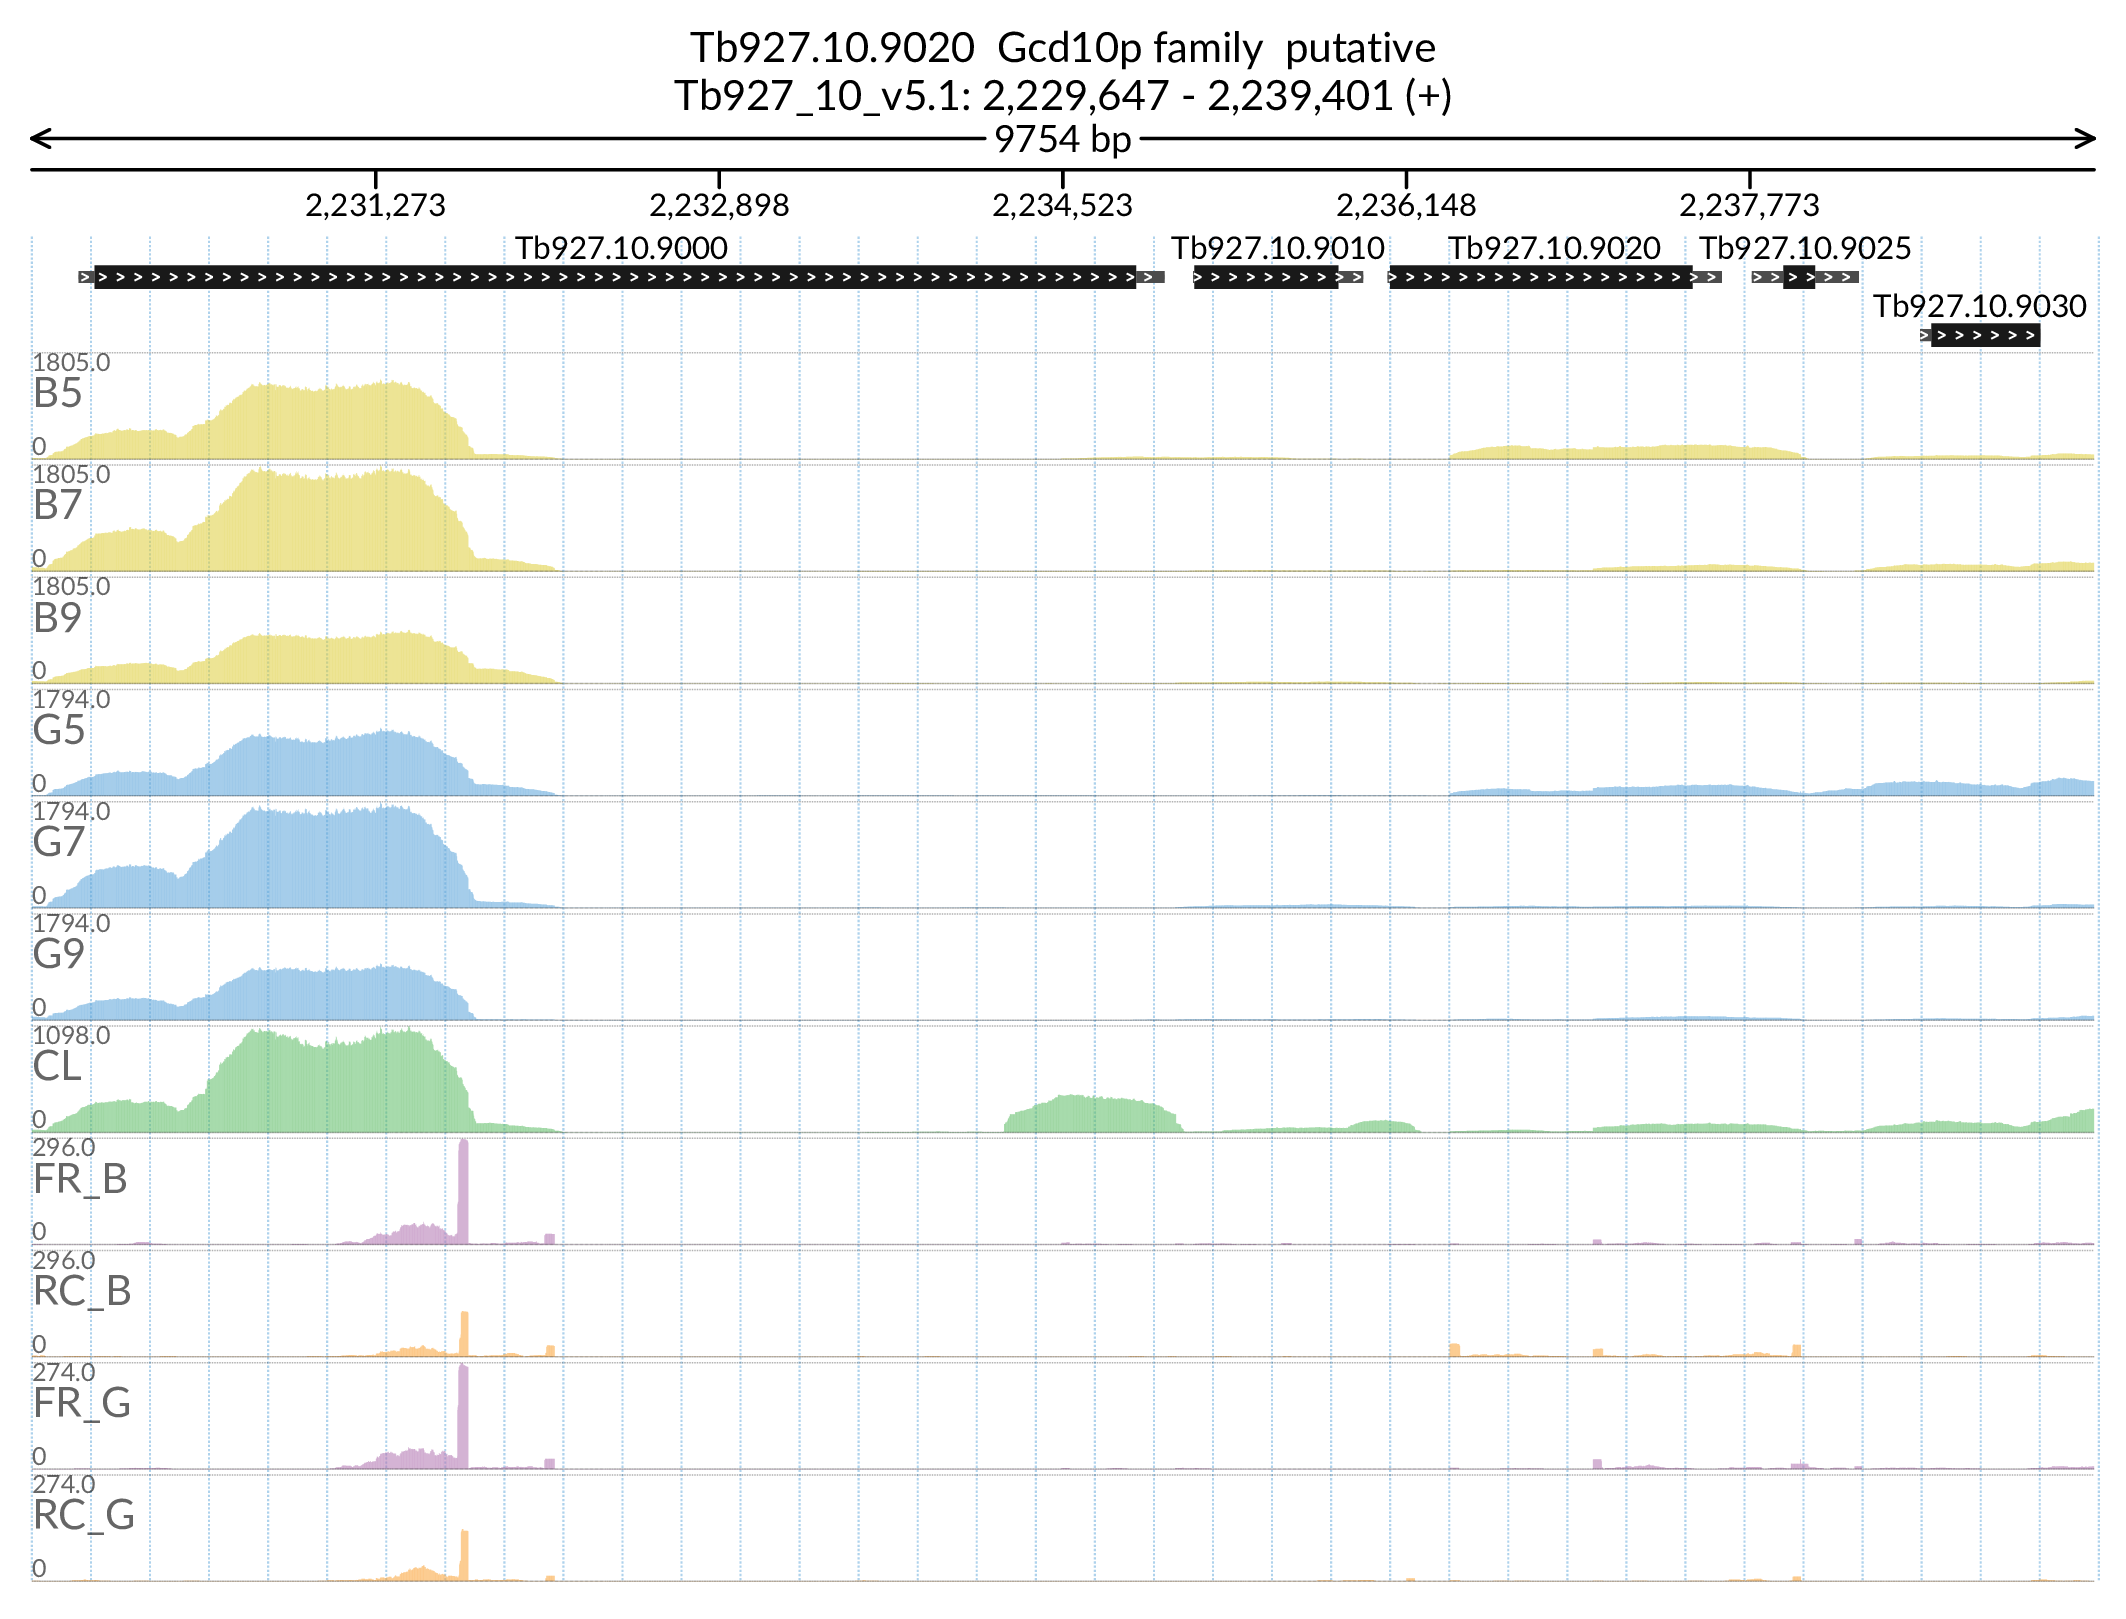 Tb927.10.9020  Gcd10p family  putative
Tb927_10_v5.1: 2,229,647 - 2,239,401 (+)
9754 bp
2,231,273 2,232,898 2,234,523 2,236,148 2,237,773
Tb927.10.9000 Tb927.10.9010 Tb927.10.9020 Tb927.10.9025
Tb927.10.9030
1805.0
B5
0
1805.0
B7
0
1805.0
B9
0
1794.0
G5
0
1794.0
G7
0
1794.0
G9
0
1098.0
CL
0
296.0
FR_B
0
296.0
RC_B
0
274.0
FR_G
0
274.0
RC_G
0